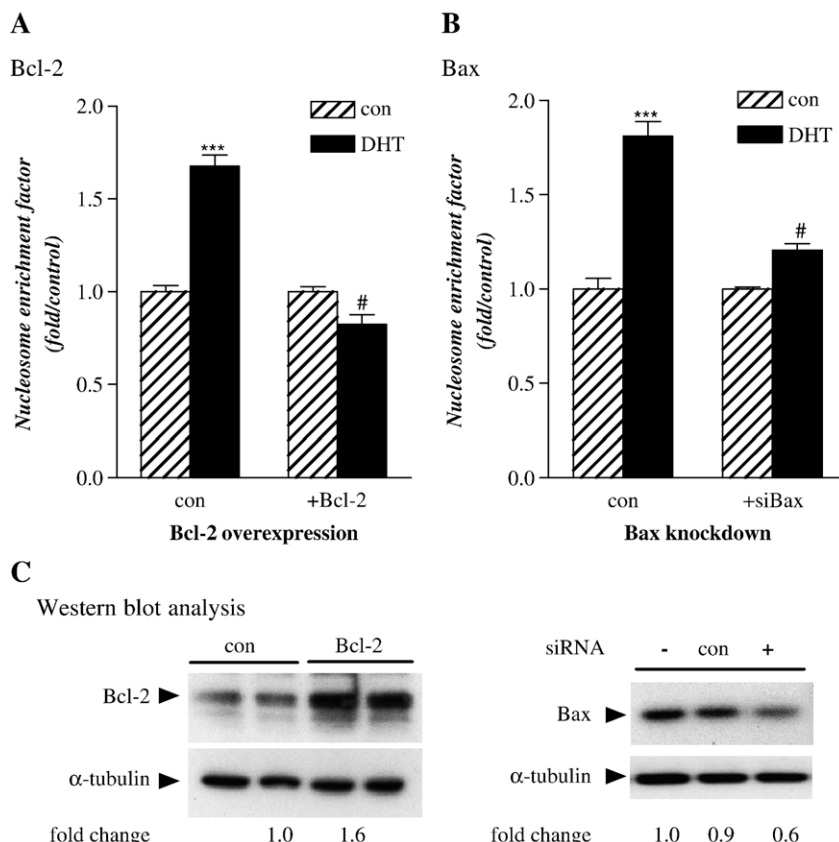 A
Bcl-2
2.0
1.5
1.0
0.5
0.0
Nucleosome enrichment factor
(fold/control)
con
DHT
***
#
con
+Bcl-2
Bcl-2 overexpression
B
Bax
2.0
1.5
1.0
0.5
0.0
Nucleosome enrichment factor
(fold/control)
con
DHT
***
#
con
+siBax
Bax knockdown
C
Western blot analysis
con Bcl-2
Bcl-2
α-tubulin
fold change 1.0 1.6
siRNA - con +
Bax
α-tubulin
fold change 1.0 0.9 0.6